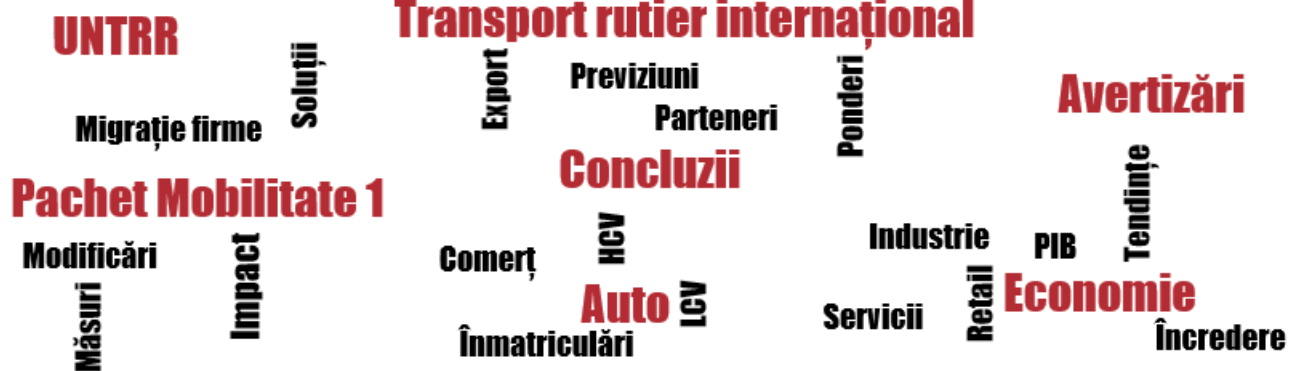 Transport rutier internațional
UNTRR
Soluții
Export
Previziuni
Ponderi
Avertizări
Migrație firme
Parteneri
Concluzii
Tendințe
Pachet Mobilitate 1
Modificări
Impact
Măsuri
Comerț
HCV
Industrie
PIB
Auto
LCV
Servicii
Retail
Economie
Înmatriculări
Încredere